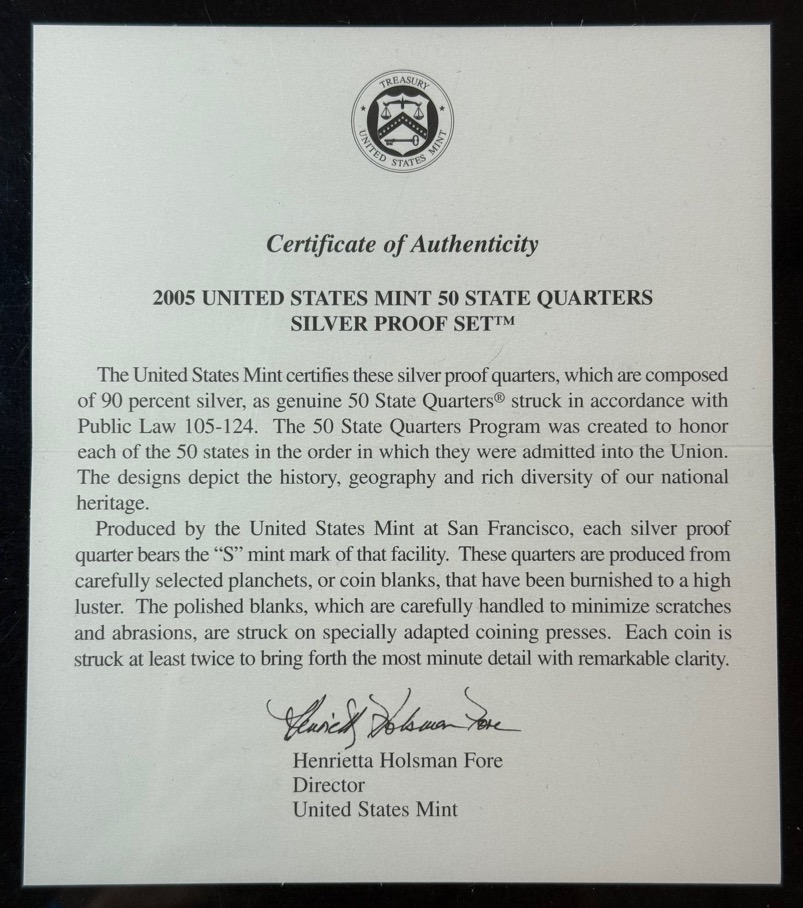 TREASURY
UNITED STATES MINT
Certificate of Authenticity
2005 UNITED STATES MINT 50 STATE QUARTERS
SILVER PROOF SET™
The United States Mint certifies these silver proof quarters, which are composed
of 90 percent silver, as genuine 50 State Quarters® struck in accordance with
Public Law 105-124. The 50 State Quarters Program was created to honor
each of the 50 states in the order in which they were admitted into the Union.
The designs depict the history, geography and rich diversity of our national
heritage.
Produced by the United States Mint at San Francisco, each silver proof
quarter bears the “S” mint mark of that facility. These quarters are produced from
carefully selected planchets, or coin blanks, that have been burnished to a high
luster. The polished blanks, which are carefully handled to minimize scratches
and abrasions, are struck on specially adapted coining presses. Each coin is
struck at least twice to bring forth the most minute detail with remarkable clarity.
Henrietta Holsman Fore
Henrietta Holsman Fore
Director
United States Mint